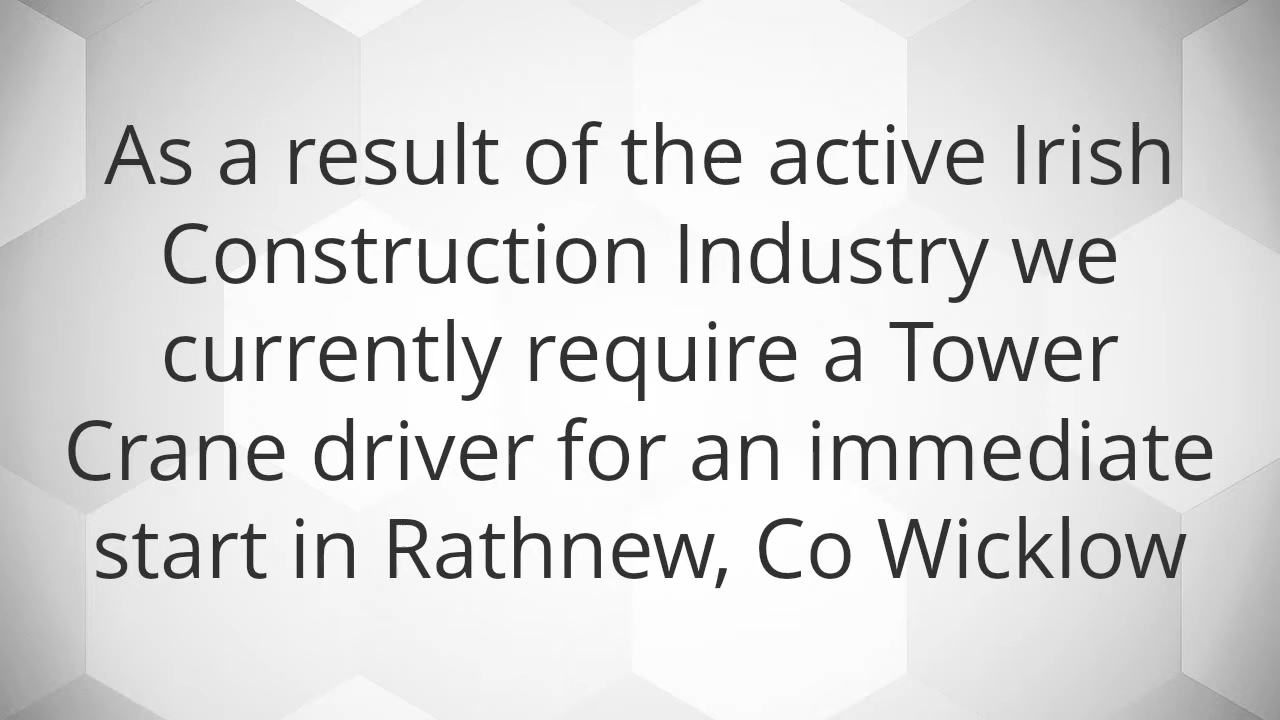 As a result of the active Irish
Construction Industry we
currently require a Tower
Crane driver for an immediate
start in Rathnew, Co Wicklow